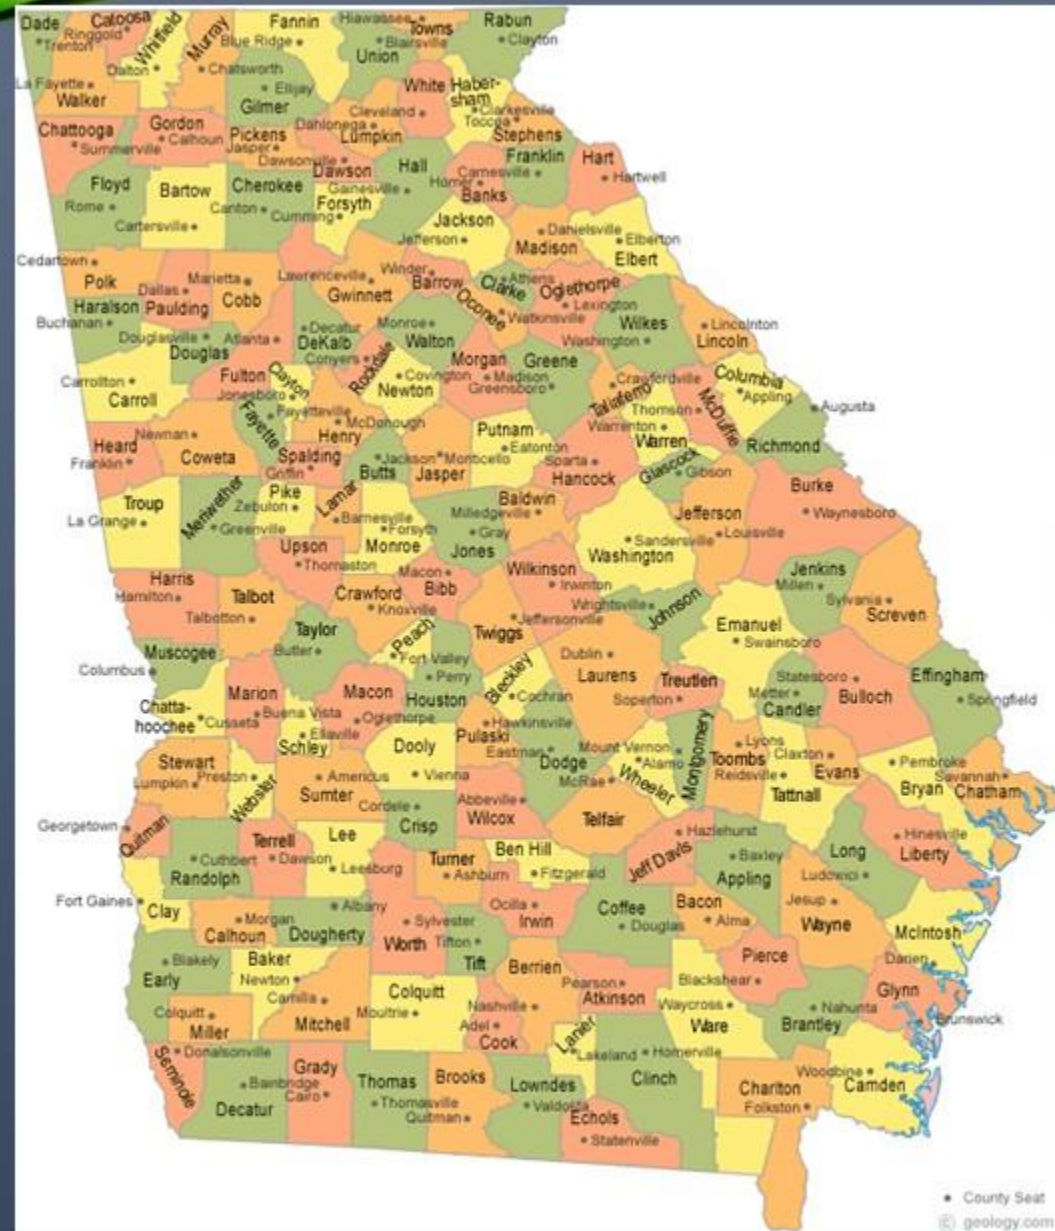 Dade
Catoosa
Ringgold
Trenton
Whitfield
Dalton
Murray
Chatsworth
Fannin
Blue Ridge
Hiawassee
Towns
Blairsville
Union
Rabun
Clayton
La Fayette
Walker
Ellijay
Gilmer
White
Haber-
sham
Clarkesville
Cleveland
Toccoa
Stephens
Chattooga
Summerville
Gordon
Calhoun
Pickens
Jasper
Dahlonega
Lumpkin
Dawsonville
Dawson
Hall
Gainesville
Franklin
Carnesville
Homer
Banks
Hart
Hartwell
Floyd
Rome
Bartow
Cartersville
Cherokee
Canton
Cumming
Forsyth
Jackson
Jefferson
Danielsville
Madison
Elberton
Elbert
Cedartown
Polk
Dallas
Paulding
Marietta
Cobb
Lawrenceville
Gwinnett
Winder
Barrow
Clarke
Athens
Oconee
Watkinsville
Oglethorpe
Lexington
Haralson
Buchanan
Douglasville
Douglas
Atlanta
Fulton
Decatur
DeKalb
Conyers
Rockdale
Monroe
Walton
Morgan
Madison
Greene
Greensboro
Wilkes
Washington
Lincolnton
Lincoln
Carrollton
Carroll
Clayton
Jonesboro
Covington
Newton
Crawfordville
Taliaferro
Thomson
McDuffie
Columbia
Appling
Augusta
Richmond
Heard
Franklin
Newnan
Coweta
Fayetteville
Fayette
McDonough
Henry
Spalding
Griffin
Butts
Jackson
Monticello
Jasper
Putnam
Eatonton
Sparta
Hancock
Warrenton
Warren
Glascock
Gibson
Burke
Waynesboro
Troup
La Grange
Meriwether
Greenville
Pike
Zebulon
Lamar
Barnesville
Forsyth
Monroe
Baldwin
Milledgeville
Gray
Jones
Jefferson
Louisville
Sandersville
Washington
Upson
Thomaston
Macon
Bibb
Wilkinson
Irwinton
Jenkins
Millen
Sylvania
Screven
Harris
Hamilton
Talbot
Talbotton
Crawford
Knoxville
Wrightsville
Johnson
Jeffersonville
Twiggs
Emanuel
Swainsboro
Muscogee
Columbus
Taylor
Butler
Peach
Fort Valley
Perry
Houston
Bleckley
Cochran
Dublin
Laurens
Treutlen
Soperton
Statesboro
Bulloch
Metter
Candler
Effingham
Springfield
Chatta-
hoochee
Cusseta
Marion
Buena Vista
Ellaville
Schley
Macon
Oglethorpe
Dooly
Vienna
Hawkinsville
Pulaski
Eastman
Dodge
McRae
Mount Vernon
Alamo
Wheeler
Montgomery
Lyons
Toombs
Reidsville
Claxton
Evans
Tattnall
Pembroke
Bryan
Savannah
Chatham
Stewart
Lumpkin
Preston
Webster
Americus
Sumter
Cordele
Crisp
Abbeville
Wilcox
Telfair
Georgetown
Quitman
Cuthbert
Randolph
Terrell
Dawson
Lee
Leesburg
Turner
Ashburn
Ben Hill
Fitzgerald
Jeff Davis
Hazlehurst
Baxley
Appling
Long
Ludowici
Hinesville
Liberty
Fort Gaines
Clay
Morgan
Calhoun
Albany
Dougherty
Sylvester
Worth
Tifton
Tift
Ocilla
Irwin
Coffee
Douglas
Bacon
Alma
Jesup
Wayne
McIntosh
Darien
Blakely
Early
Baker
Newton
Camilla
Mitchell
Colquitt
Moultrie
Berrien
Nashville
Pearson
Atkinson
Pierce
Blackshear
Glynn
Brunswick
Colquitt
Miller
Adel
Cook
Lanier
Lakeland
Homerville
Clinch
Waycross
Ware
Nahunta
Brantley
Seminole
Donalsonville
Bainbridge
Decatur
Grady
Cairo
Thomas
Thomasville
Brooks
Quitman
Lowndes
Valdosta
Echols
Statenville
Charlton
Folkston
Woodbine
Camden
County Seat
© geology.com